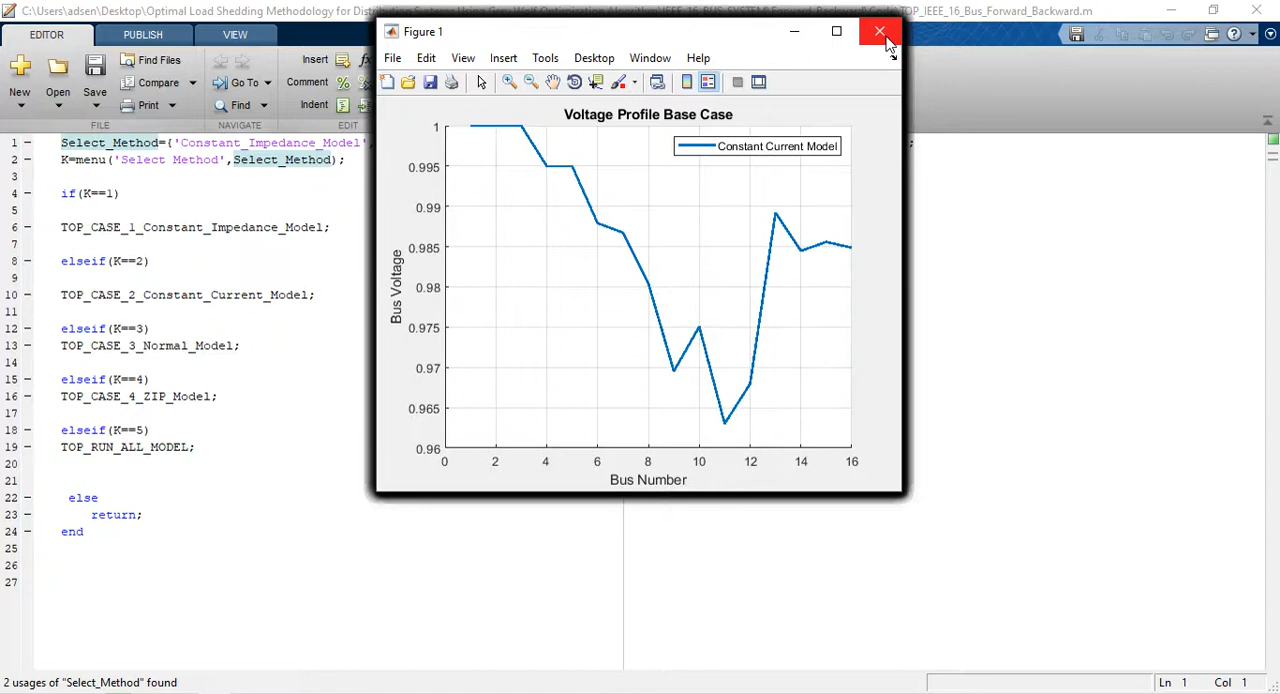 C:\Users\adsen\Desktop\Optimal Load Shedding Methodology for Distribution System Using Grey Wolf Optimization Algorithm\IEEE_16_BUS_SYSTEM\Forward_Backward\Code\TOP_IEEE_16_Bus_Forward_Backward.m
EDITOR PUBLISH VIEW
New Open Save
Find Files
Compare
Print
FILE
Go To
Find
NAVIGATE
Insert
Comment
Indent
EDIT
Figure 1
File Edit View Insert Tools Desktop Window Help
Voltage Profile Base Case
Constant Current Model
1
0.995
0.99
0.985
0.98
0.975
0.97
0.965
0.96
Bus Voltage
0 2 4 6 8 10 12 14 16
Bus Number
1 Select_Method={'Constant_Impedance_Model',
2 K=menu('Select Method',Select_Method);
3
4 if(K==1)
5
6 TOP_CASE_1_Constant_Impedance_Model;
7
8 elseif(K==2)
9
10 TOP_CASE_2_Constant_Current_Model;
11
12 elseif(K==3)
13 TOP_CASE_3_Normal_Model;
14
15 elseif(K==4)
16 TOP_CASE_4_ZIP_Model;
17
18 elseif(K==5)
19 TOP_RUN_ALL_MODEL;
20
21
22 else
23 return;
24 end
25
26
27
2 usages of "Select_Method" found
Ln 1 Col 1